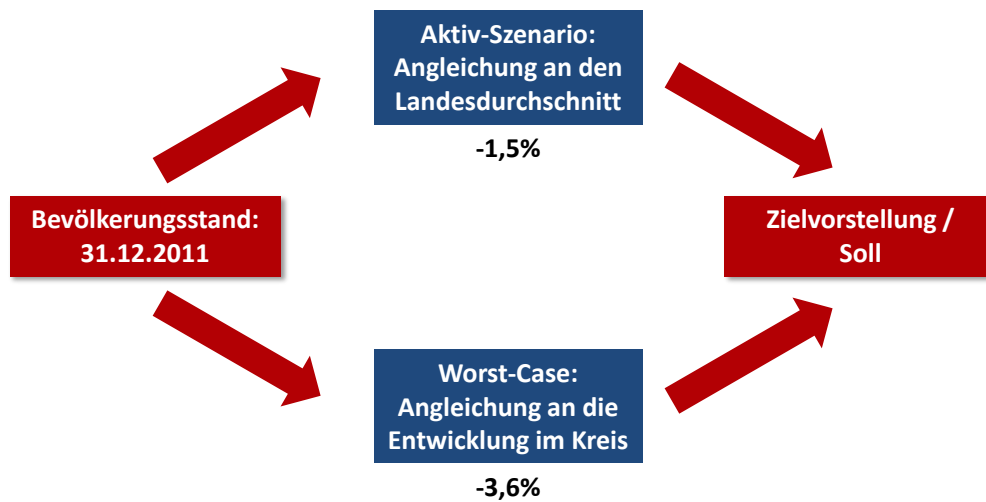 Aktiv-Szenario:
Angleichung an den
Landesdurchschnitt
-1,5%
Bevölkerungsstand:
31.12.2011
Zielvorstellung /
Soll
Worst-Case:
Angleichung an die
Entwicklung im Kreis
-3,6%